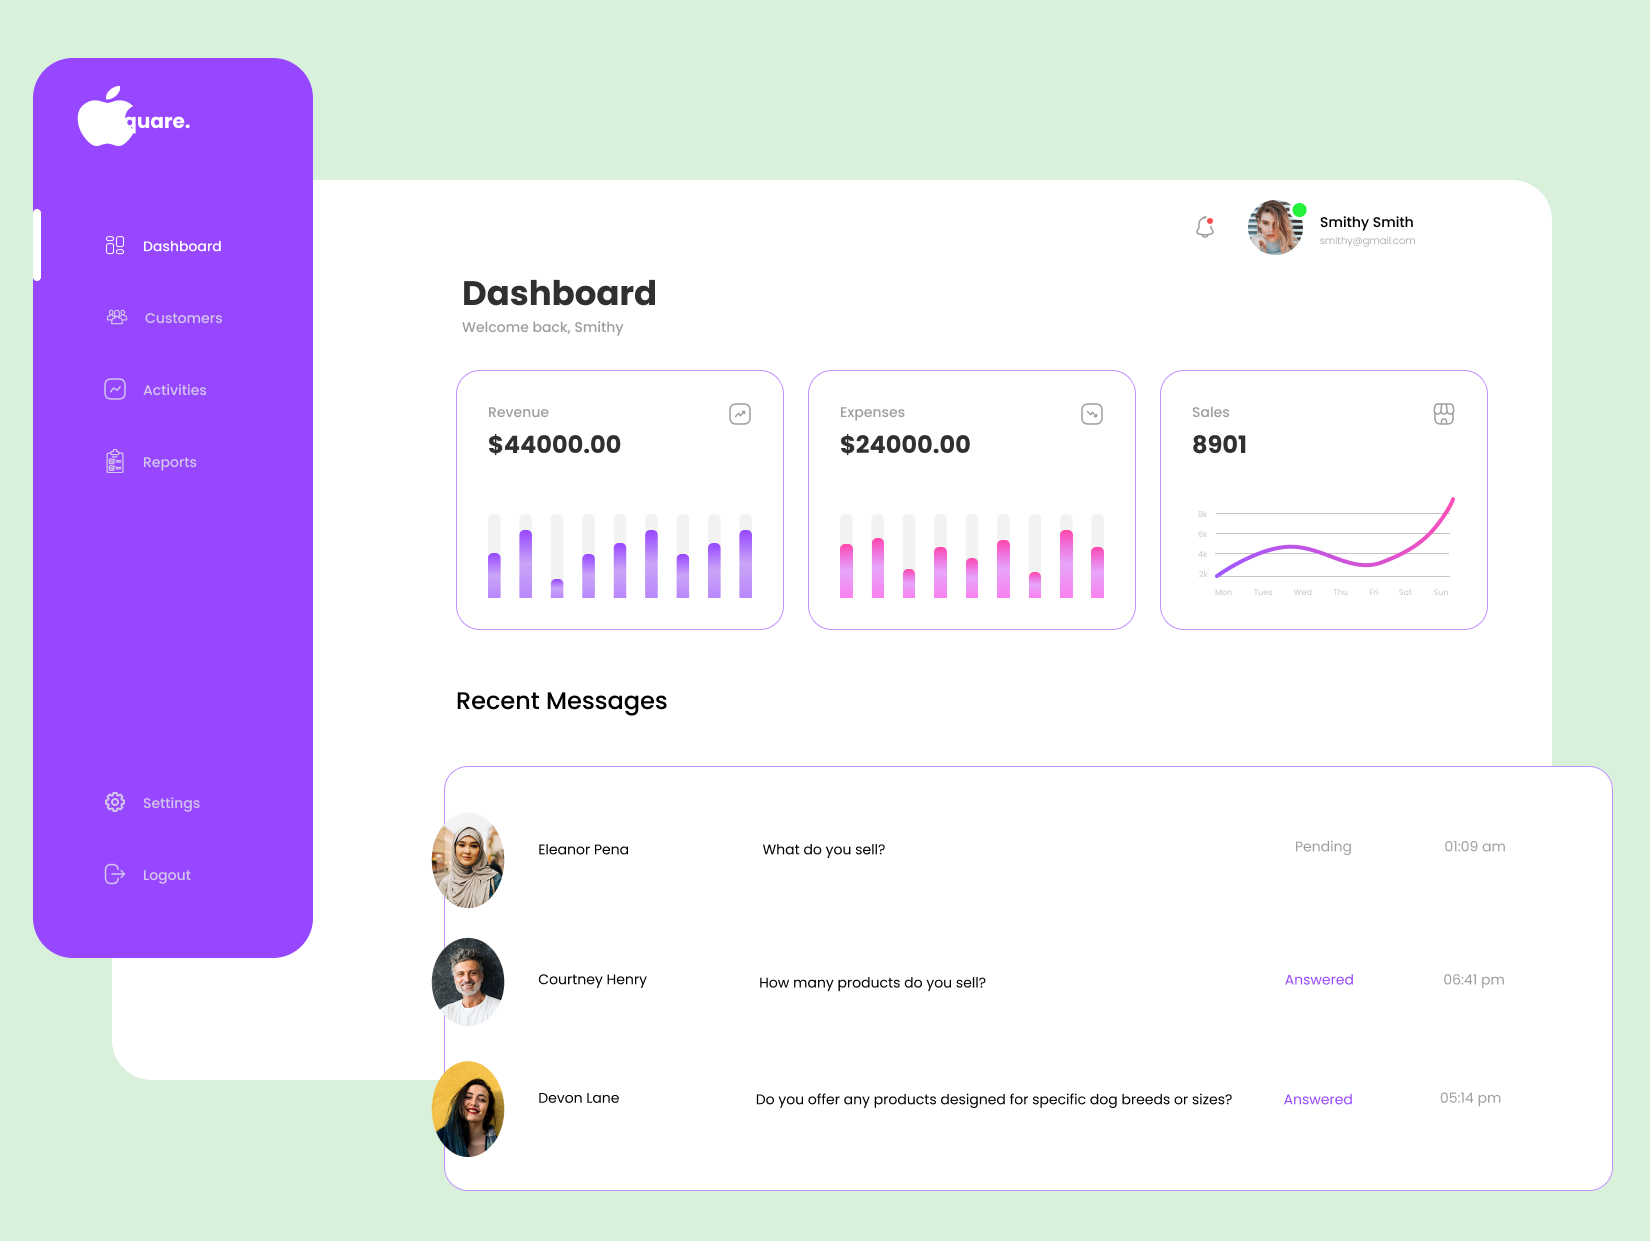 quare.
Dashboard
Customers
Activities
Reports
Settings
Logout
Smithy Smith
smithy@gmail.com
Dashboard
Welcome back, Smithy
Revenue
$44000.00
Expenses
$24000.00
Sales
8901
8k
6k
4k
2k
Mon Tues Wed Thu Fri Sat Sun
Recent Messages
Eleanor Pena What do you sell? Pending 01:09 am
Courtney Henry How many products do you sell? Answered 06:41 pm
Devon Lane Do you offer any products designed for specific dog breeds or sizes? Answered 05:14 pm